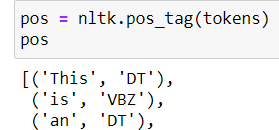 pos = nltk.pos_tag(tokens)
pos
[('This', 'DT'),
('is', 'VBZ'),
('an', 'DT'),